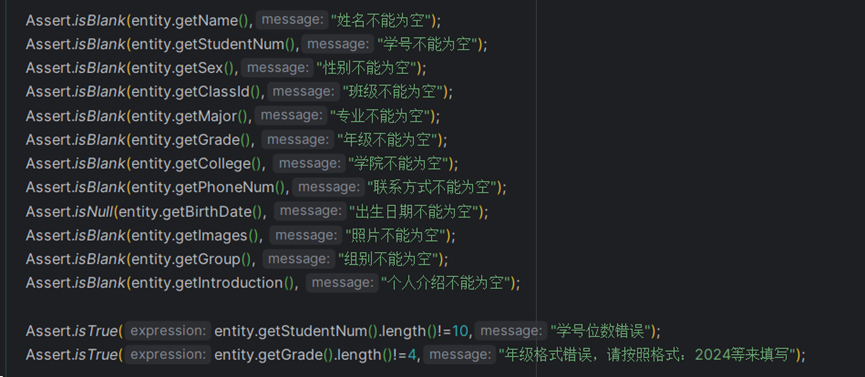 Assert.isBlank(entity.getName(), message: "姓名不能为空");
Assert.isBlank(entity.getStudentNum(), message: "学号不能为空");
Assert.isBlank(entity.getSex(), message: "性别不能为空");
Assert.isBlank(entity.getClassId(), message: "班级不能为空");
Assert.isBlank(entity.getMajor(), message: "专业不能为空");
Assert.isBlank(entity.getGrade(), message: "年级不能为空");
Assert.isBlank(entity.getCollege(), message: "学院不能为空");
Assert.isBlank(entity.getPhoneNum(), message: "联系方式不能为空");
Assert.isNull(entity.getBirthDate(), message: "出生日期不能为空");
Assert.isBlank(entity.getImages(), message: "照片不能为空");
Assert.isBlank(entity.getGroup(), message: "组别不能为空");
Assert.isBlank(entity.getIntroduction(), message: "个人介绍不能为空");
Assert.isTrue( expression: entity.getStudentNum().length()!=10, message: "学号位数错误");
Assert.isTrue( expression: entity.getGrade().length()!=4, message: "年级格式错误，请按照格式：2024等来填写");